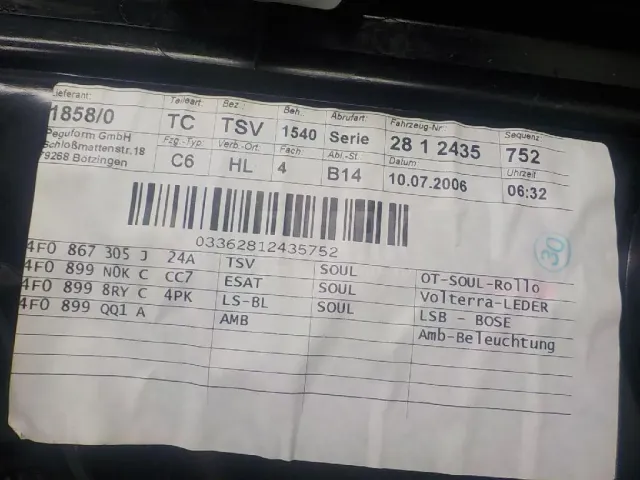 Lieferant: Teileart: Bez.: Beh. Abrufart: Fahrzeug-Nr. Sequenz
1858/0 TC TSV 1540 Serie 28 1 2435 752
Peguform GmbH Fzg.-Typ: Verb.-Ort: Fach: Abl.-St. Datum Uhrzeit
Schloßmattenstr.18 C6 HL 4 B14 10.07.2006 06:32
79268 Bötzingen
03362812435752
30
4F0 867 305 J 24A TSV SOUL OT-SOUL-Rollo
4F0 899 N0K C CC7 ESAT SOUL Volterra-LEDER
4F0 899 8RY C 4PK LS-BL SOUL LSB - BOSE
4F0 899 QQ1 A AMB Amb-Beleuchtung